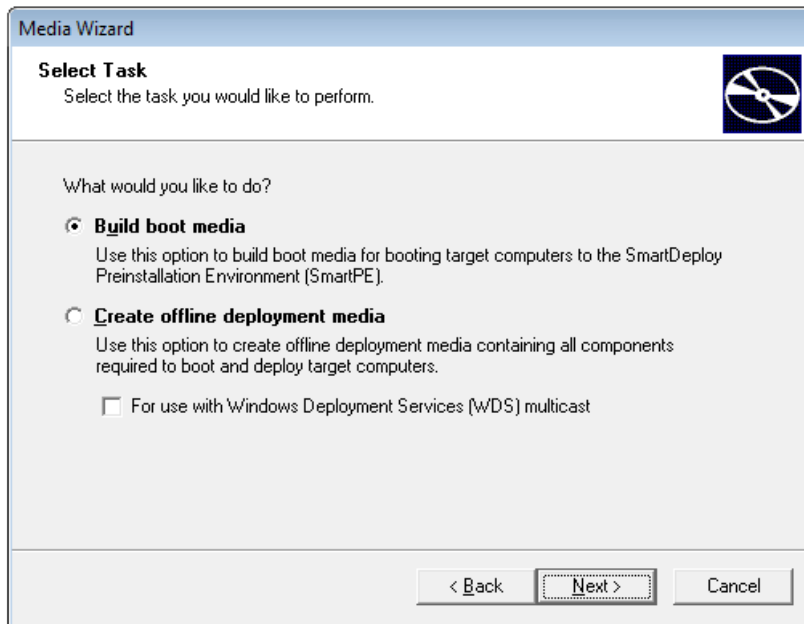 Media Wizard
Select Task
Select the task you would like to perform.
What would you like to do?
Build boot media
Use this option to build boot media for booting target computers to the SmartDeploy
Preinstallation Environment (SmartPE).
Create offline deployment media
Use this option to create offline deployment media containing all components
required to boot and deploy target computers.
For use with Windows Deployment Services (WDS) multicast
< Back
Next >
Cancel